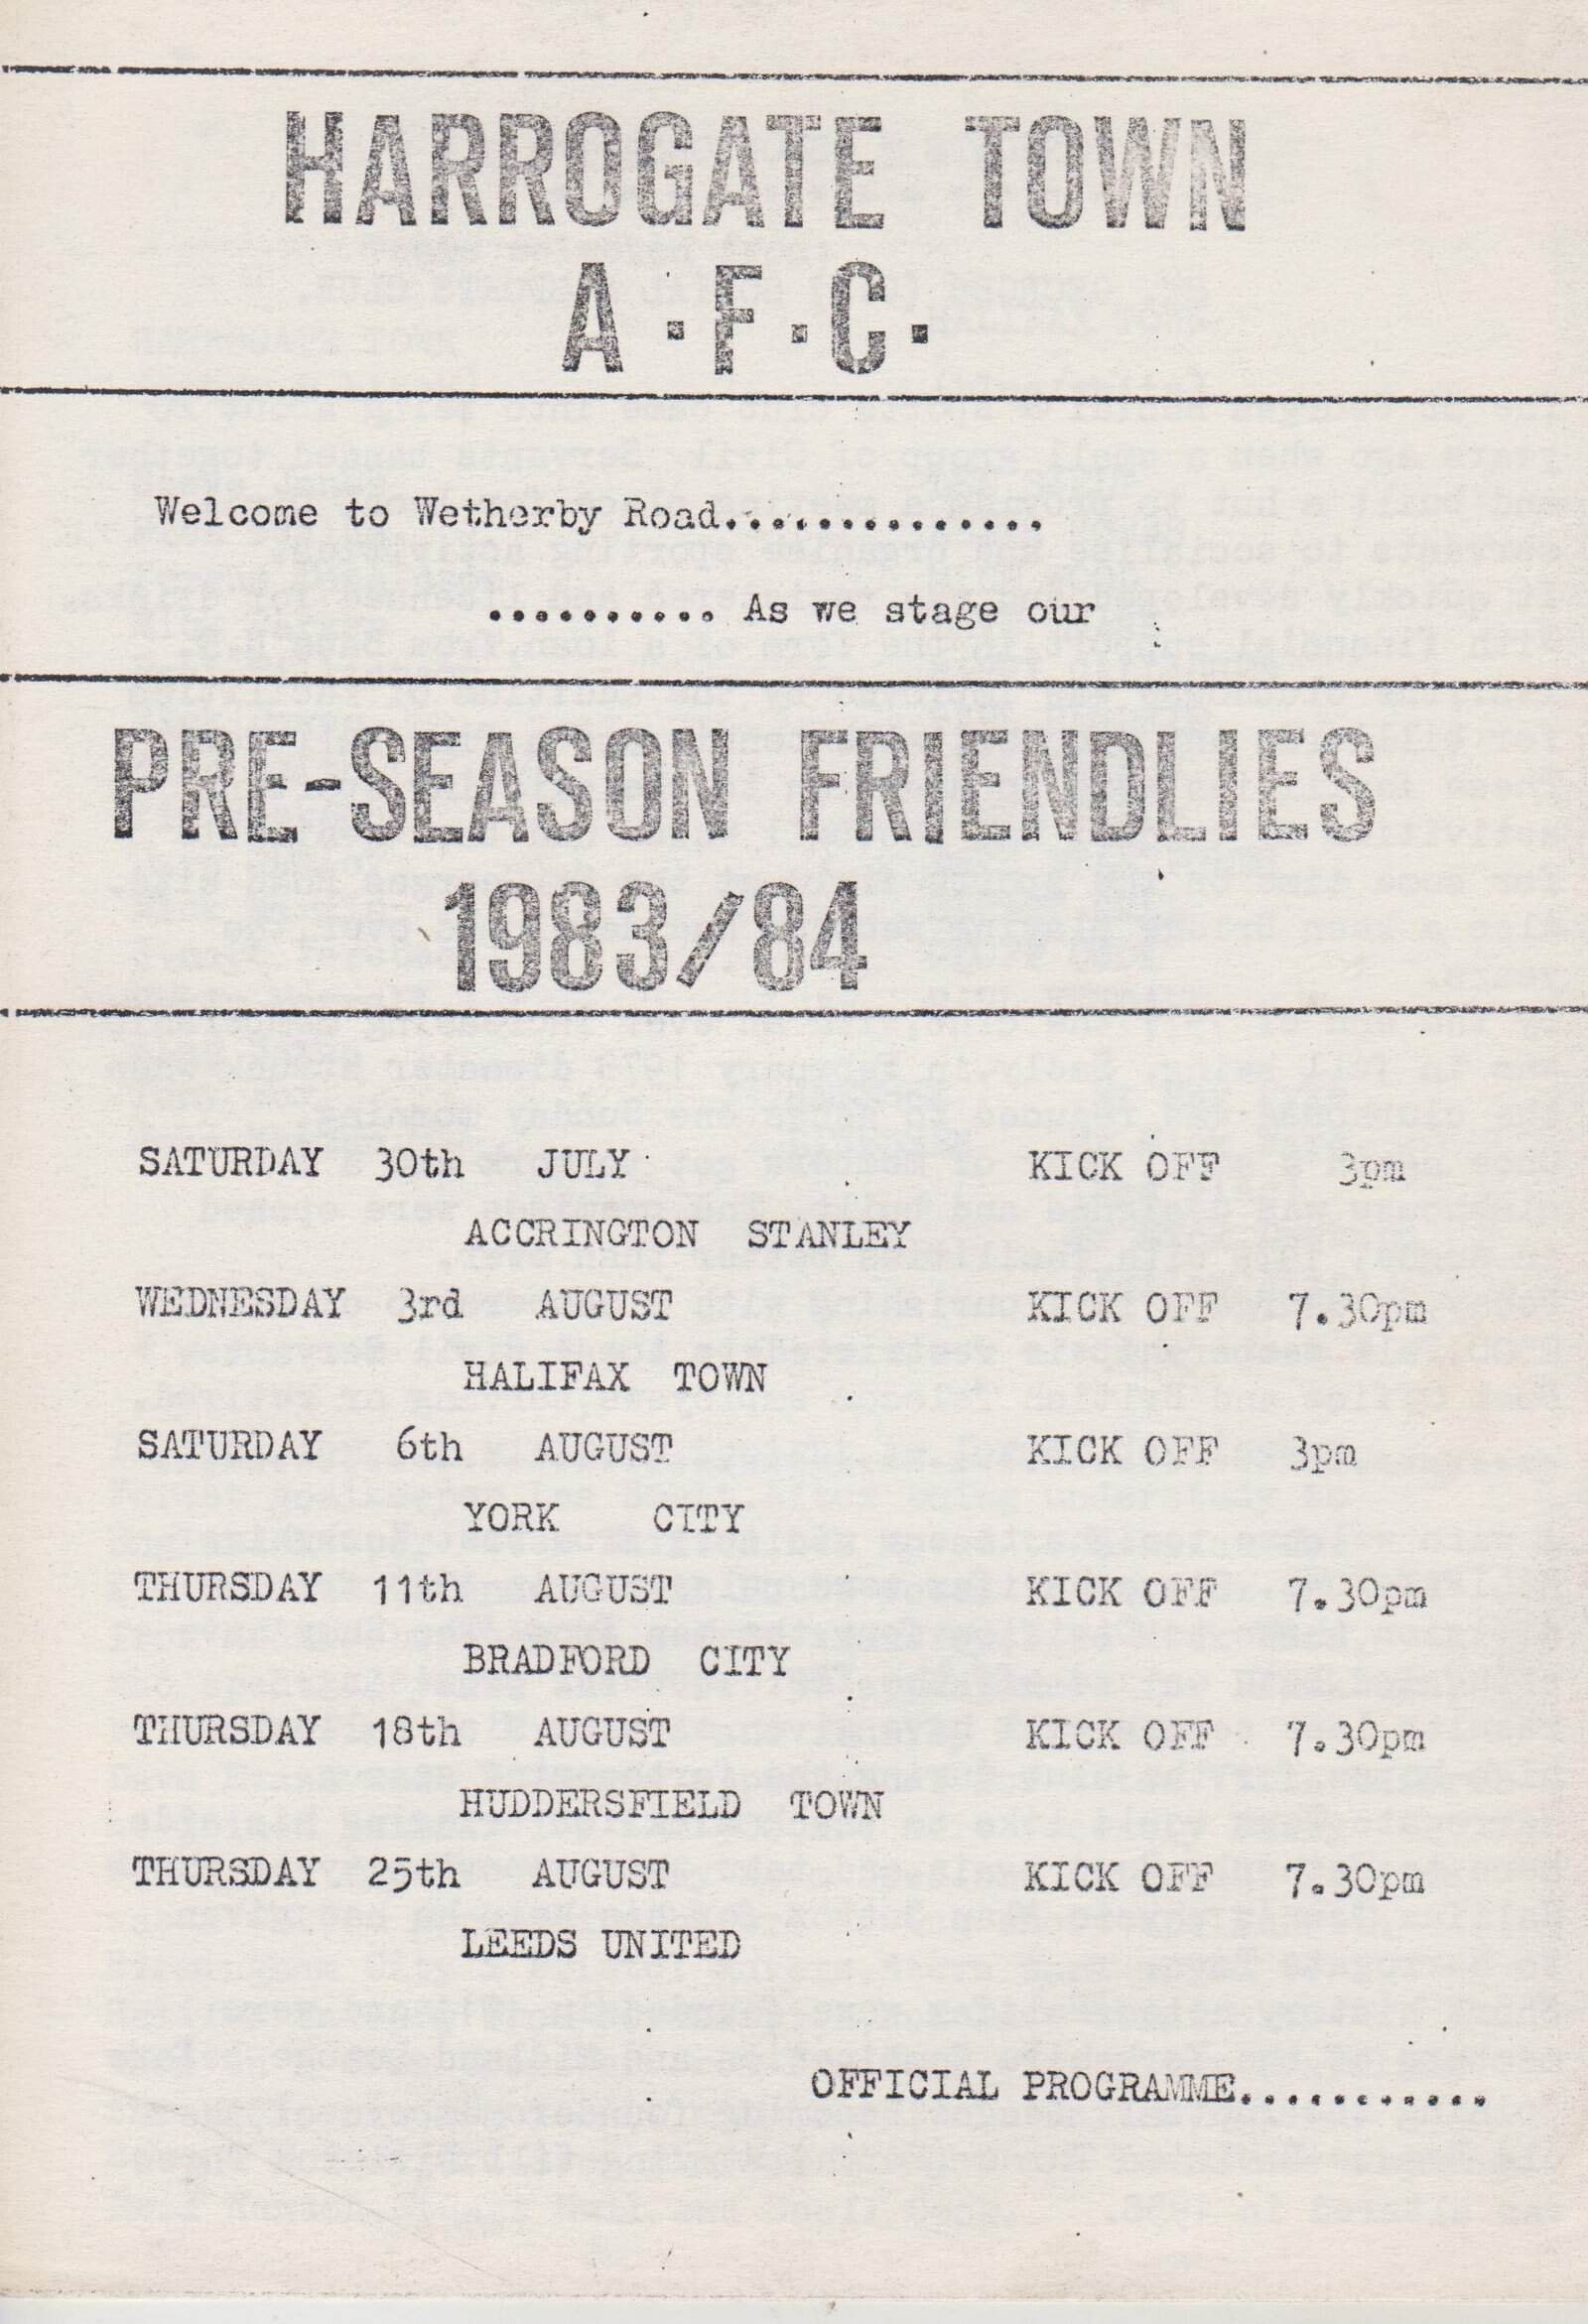 HARROGATE TOWN
A.F.C.
Welcome to Wetherby Road..............
.......... As we stage our
PRE-SEASON FRIENDLIES
1983/84
SATURDAY 30th JULY KICK OFF 3pm
ACCRINGTON STANLEY
WEDNESDAY 3rd AUGUST KICK OFF 7.30pm
HALIFAX TOWN
SATURDAY 6th AUGUST KICK OFF 3pm
YORK CITY
THURSDAY 11th AUGUST KICK OFF 7.30pm
BRADFORD CITY
THURSDAY 18th AUGUST KICK OFF 7.30pm
HUDDERSFIELD TOWN
THURSDAY 25th AUGUST KICK OFF 7.30pm
LEEDS UNITED
OFFICIAL PROGRAMME...........